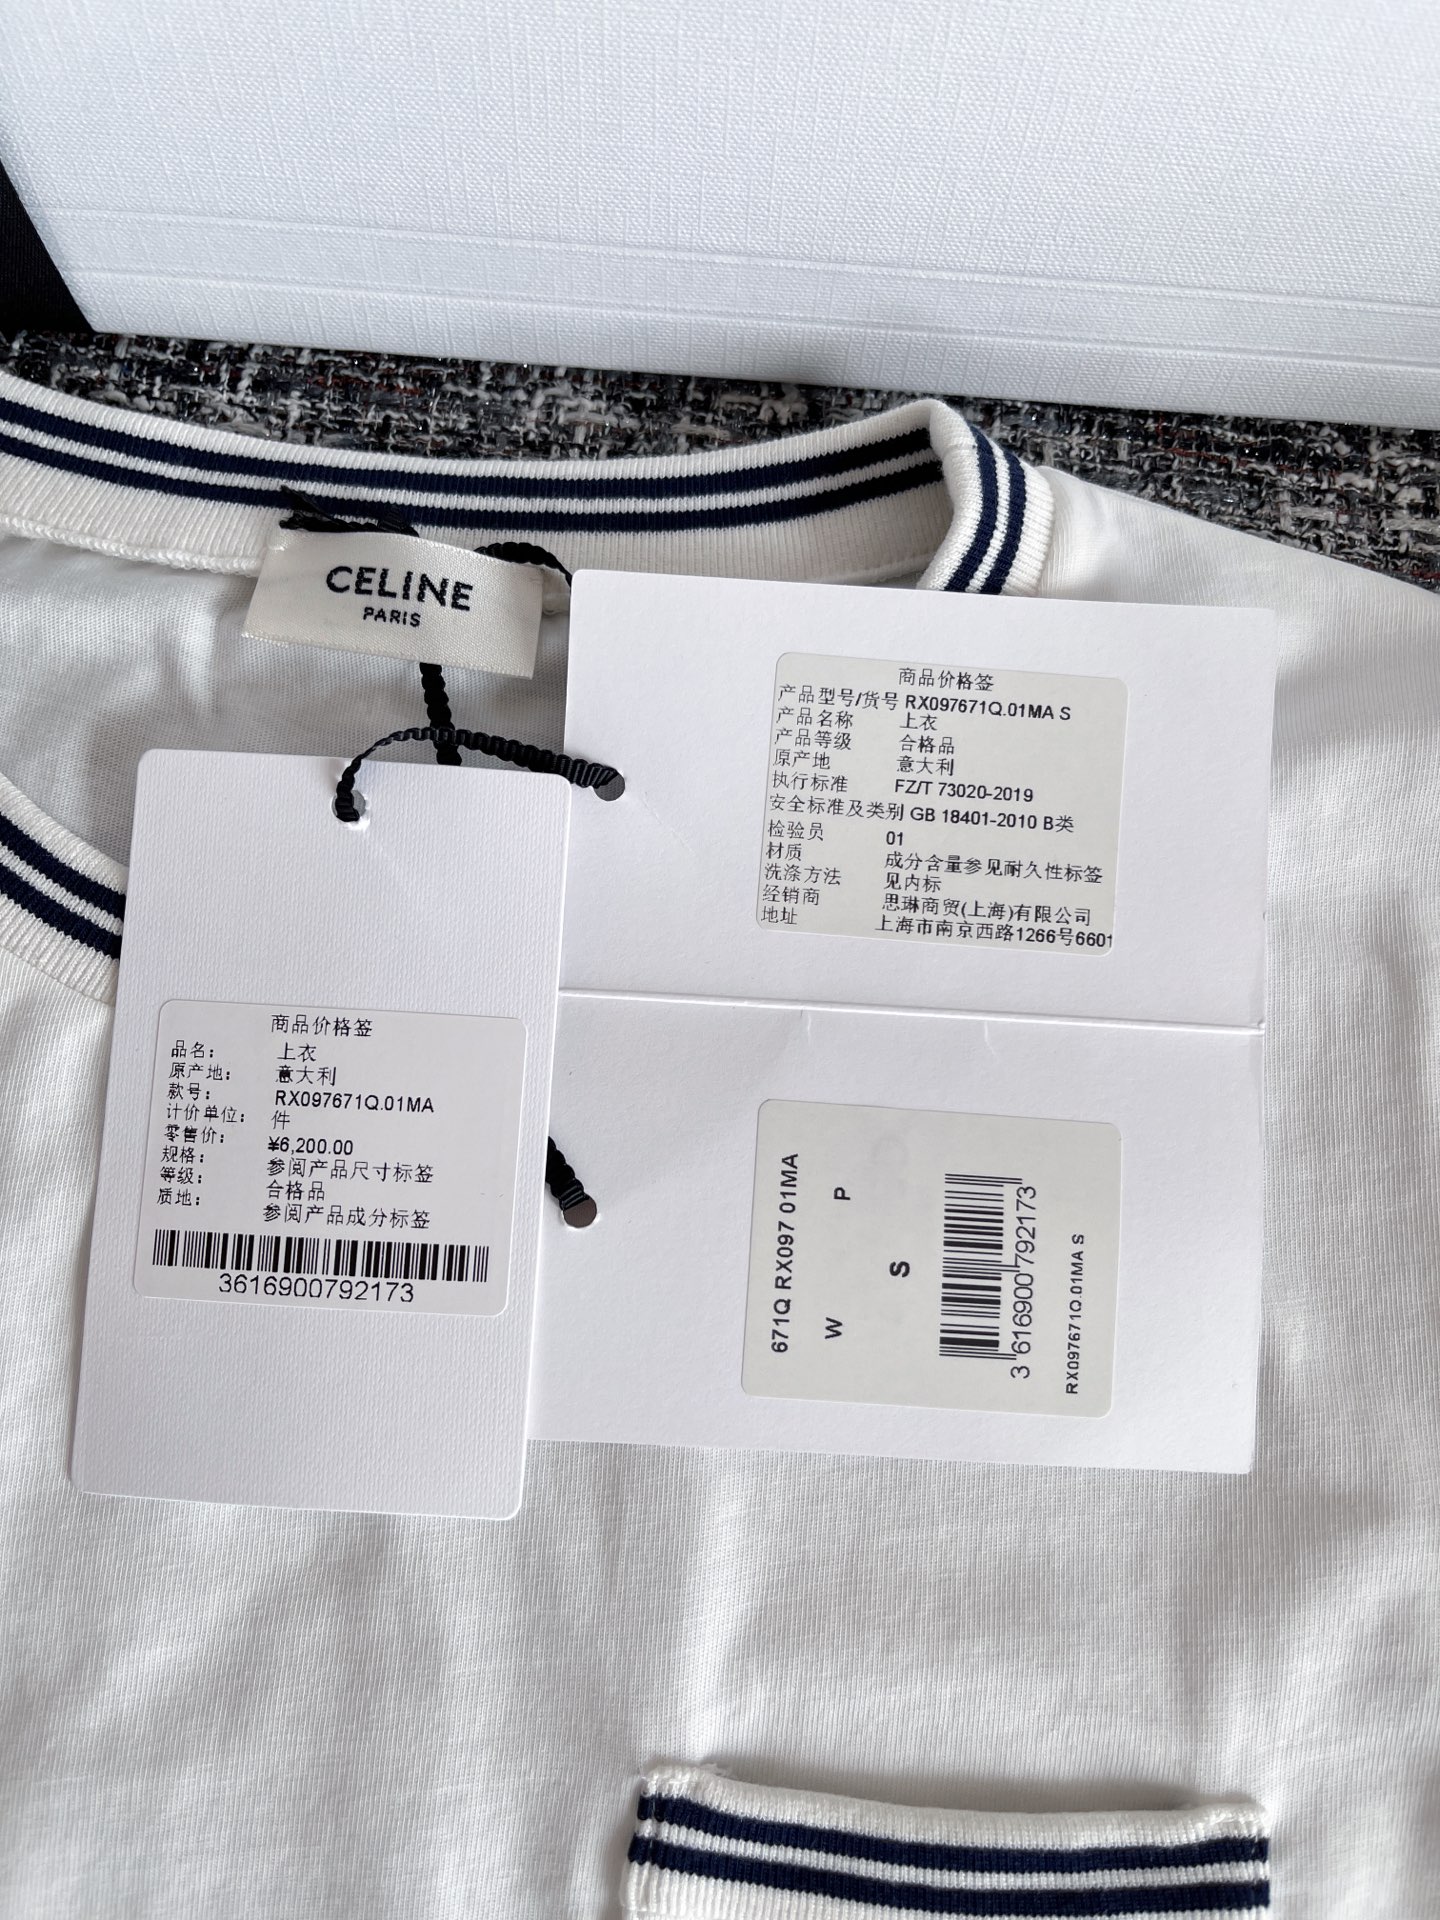 CELINE
PARIS
商品价格签
产品型号/货号 RX097671Q.01MA S
产品名称 上衣
产品等级 合格品
原产地 意大利
执行标准 FZ/T 73020-2019
安全标准及类别 GB 18401-2010 B类
检验员 01
材质 成分含量参见耐久性标签
洗涤方法 见内标
经销商 思琳商贸(上海)有限公司
地址 上海市南京西路1266号6601
商品价格签
品名: 上衣
原产地: 意大利
款号: RX097671Q.01MA
计价单位: 件
零售价: ¥6,200.00
规格: 参阅产品尺寸标签
等级: 合格品
质地: 参阅产品成分标签
3616900792173
671Q RX097 01MA
W P
S
3 616900 792173
RX097671Q.01MA S